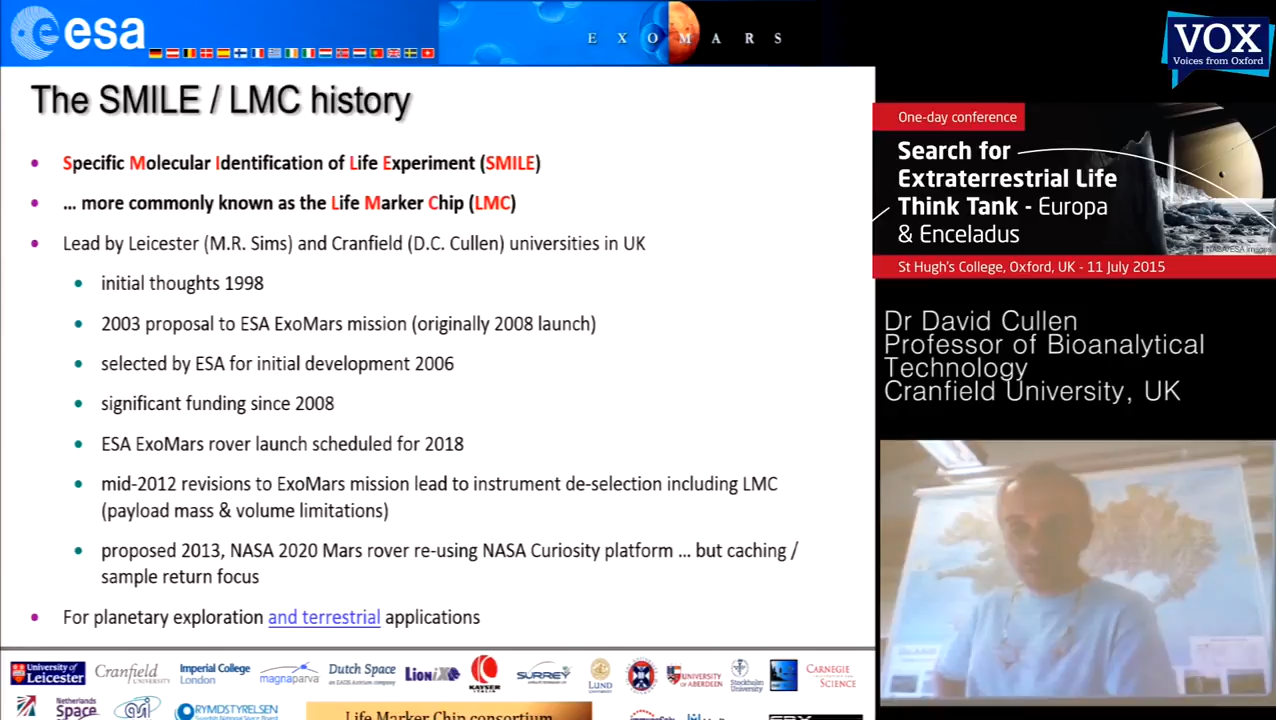 esa
E X O M A R S
VOX
Voices from Oxford
The SMILE / LMC history
Specific Molecular Identification of Life Experiment (SMILE)
... more commonly known as the Life Marker Chip (LMC)
Lead by Leicester (M.R. Sims) and Cranfield (D.C. Cullen) universities in UK
initial thoughts 1998
2003 proposal to ESA ExoMars mission (originally 2008 launch)
selected by ESA for initial development 2006
significant funding since 2008
ESA ExoMars rover launch scheduled for 2018
mid-2012 revisions to ExoMars mission lead to instrument de-selection including LMC
(payload mass & volume limitations)
proposed 2013, NASA 2020 Mars rover re-using NASA Curiosity platform ... but caching /
sample return focus
For planetary exploration and terrestrial applications
One-day conference
Search for
Extraterrestrial Life
Think Tank - Europa
& Enceladus
NASA/ESA images
St Hugh's College, Oxford, UK - 11 July 2015
Dr David Cullen
Professor of Bioanalytical
Technology
Cranfield University, UK
University of
Leicester
Cranfield
UNIVERSITY
Imperial College
London
magnaparva
Dutch Space
LioniX
KAYSER
ITALIA
SURREY
LUND
UNIVERSITY
UNIVERSITY
OF ABERDEEN
Stockholm
University
CARNEGIE
SCIENCE
Netherlands
Space
RYMDSTYRELSEN
Swedish National Space Board
Life Marker Chip consortium